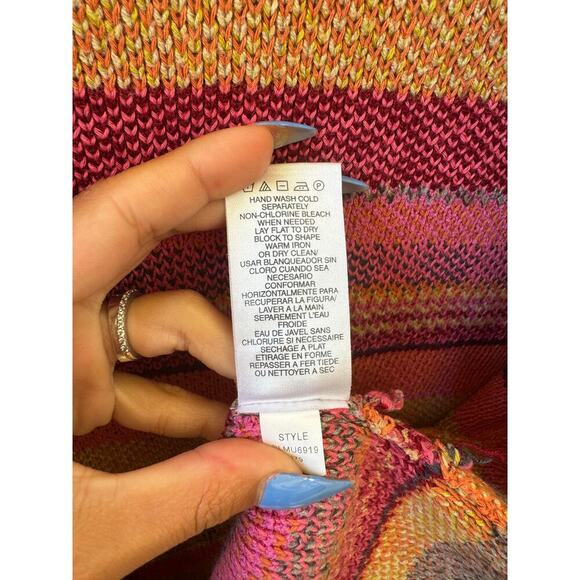 HAND WASH COLD
SEPARATELY
NON-CHLORINE BLEACH
WHEN NEEDED
LAY FLAT TO DRY
BLOCK TO SHAPE
WARM IRON
OR DRY CLEAN/
USAR BLANQUEADOR SIN
CLORO CUANDO SEA
NECESARIO
CONFORMAR
HORIZONTALMENTE PARA
RECUPERAR LA FIGURA/
LAVER A LA MAIN
SEPAREMENT L'EAU
FROIDE
EAU DE JAVEL SANS
CHLORURE SI NECESSAIRE
SECHAGE A PLAT
ETIRAGE EN FORME
REPASSER A FER TIEDE
OU NETTOYER A SEC
STYLE